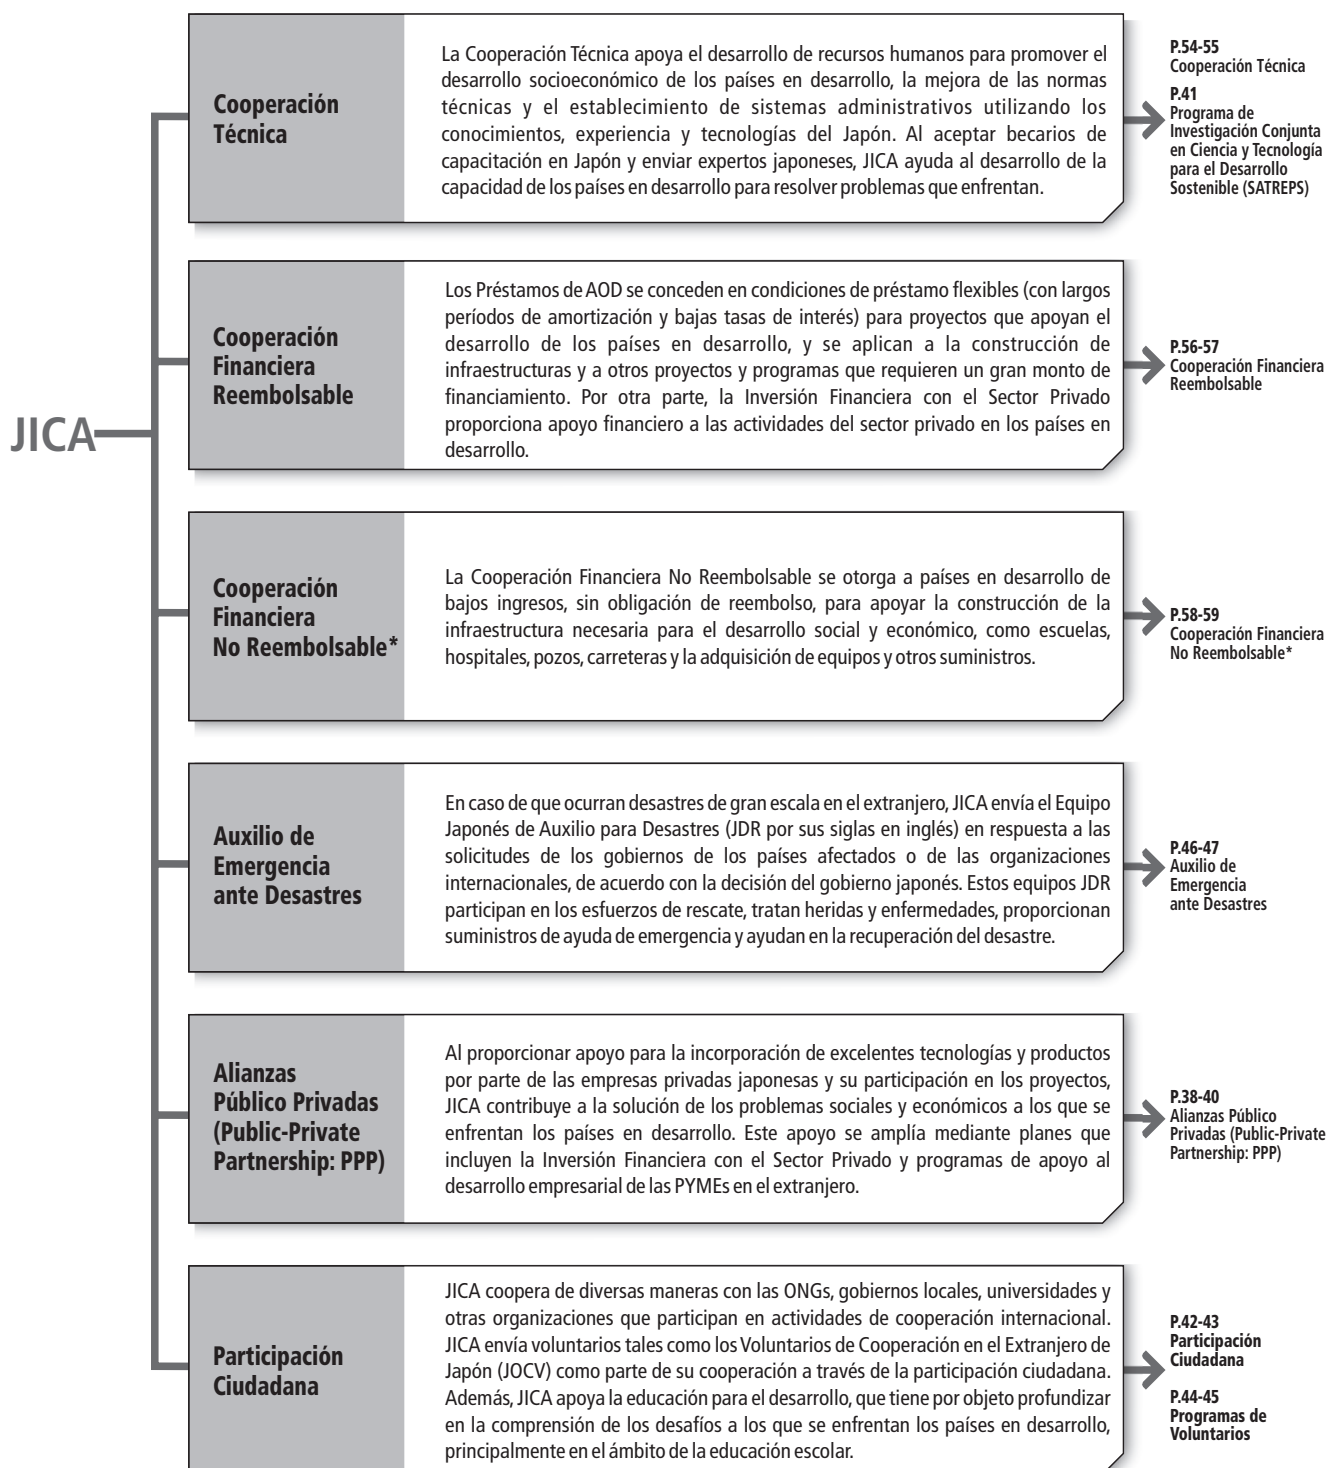 JICA
Cooperación
Técnica
La Cooperación Técnica apoya el desarrollo de recursos humanos para promover el
desarrollo socioeconómico de los países en desarrollo, la mejora de las normas
técnicas y el establecimiento de sistemas administrativos utilizando los
conocimientos, experiencia y tecnologías del Japón. Al aceptar becarios de
capacitación en Japón y enviar expertos japoneses, JICA ayuda al desarrollo de la
capacidad de los países en desarrollo para resolver problemas que enfrentan.
P.54-55
Cooperación Técnica
P.41
Programa de
Investigación Conjunta
en Ciencia y Tecnología
para el Desarrollo
Sostenible (SATREPS)
Cooperación
Financiera
Reembolsable
Los Préstamos de AOD se conceden en condiciones de préstamo flexibles (con largos
períodos de amortización y bajas tasas de interés) para proyectos que apoyan el
desarrollo de los países en desarrollo, y se aplican a la construcción de
infraestructuras y a otros proyectos y programas que requieren un gran monto de
financiamiento. Por otra parte, la Inversión Financiera con el Sector Privado
proporciona apoyo financiero a las actividades del sector privado en los países en
desarrollo.
P.56-57
Cooperación Financiera
Reembolsable
Cooperación
Financiera
No Reembolsable*
La Cooperación Financiera No Reembolsable se otorga a países en desarrollo de
bajos ingresos, sin obligación de reembolso, para apoyar la construcción de la
infraestructura necesaria para el desarrollo social y económico, como escuelas,
hospitales, pozos, carreteras y la adquisición de equipos y otros suministros.
P.58-59
Cooperación Financiera
No Reembolsable*
Auxilio de
Emergencia
ante Desastres
En caso de que ocurran desastres de gran escala en el extranjero, JICA envía el Equipo
Japonés de Auxilio para Desastres (JDR por sus siglas en inglés) en respuesta a las
solicitudes de los gobiernos de los países afectados o de las organizaciones
internacionales, de acuerdo con la decisión del gobierno japonés. Estos equipos JDR
participan en los esfuerzos de rescate, tratan heridas y enfermedades, proporcionan
suministros de ayuda de emergencia y ayudan en la recuperación del desastre.
P.46-47
Auxilio de
Emergencia
ante Desastres
Alianzas
Público Privadas
(Public-Private
Partnership: PPP)
Al proporcionar apoyo para la incorporación de excelentes tecnologías y productos
por parte de las empresas privadas japonesas y su participación en los proyectos,
JICA contribuye a la solución de los problemas sociales y económicos a los que se
enfrentan los países en desarrollo. Este apoyo se amplía mediante planes que
incluyen la Inversión Financiera con el Sector Privado y programas de apoyo al
desarrollo empresarial de las PYMEs en el extranjero.
P.38-40
Alianzas Público
Privadas (Public-Private
Partnership: PPP)
Participación
Ciudadana
JICA coopera de diversas maneras con las ONGs, gobiernos locales, universidades y
otras organizaciones que participan en actividades de cooperación internacional.
JICA envía voluntarios tales como los Voluntarios de Cooperación en el Extranjero de
Japón (JOCV) como parte de su cooperación a través de la participación ciudadana.
Además, JICA apoya la educación para el desarrollo, que tiene por objeto profundizar
en la comprensión de los desafíos a los que se enfrentan los países en desarrollo,
principalmente en el ámbito de la educación escolar.
P.42-43
Participación
Ciudadana
P.44-45
Programas de
Voluntarios